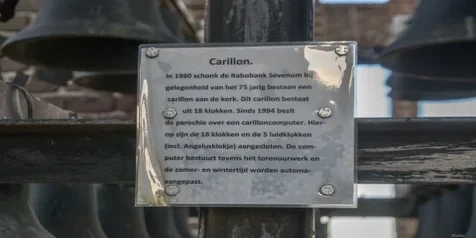 Carillon.
In 1980 schonk de Rabobank Sevenum bij
gelegenheid van het 75 jarig bestaan een
carillon aan de kerk. Dit carillon bestaat
uit 18 klokken. Sinds 1994 bezit
de parochie over een carilloncomputer. Hier-
op zijn de 18 klokken en de 5 luidklokken
(incl. Angelusklokje) aangesloten. De com-
puter bestuurt tevens het torenuurwerk en
de zomer- en wintertijd worden automa-
aangepast.